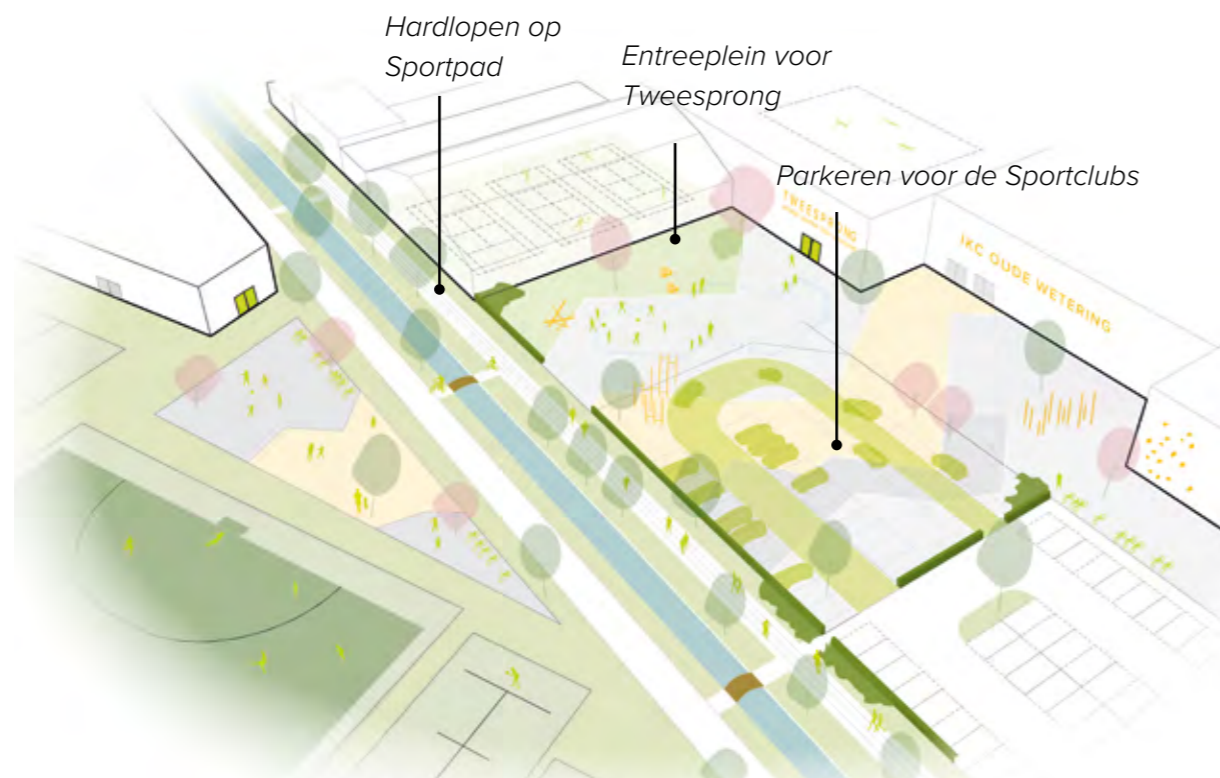 Hardlopen op
Sportpad
Entreeplein voor
Tweesprong
Parkeren voor de Sportclubs
TWEESPRONG
IKC OUDE WETERING